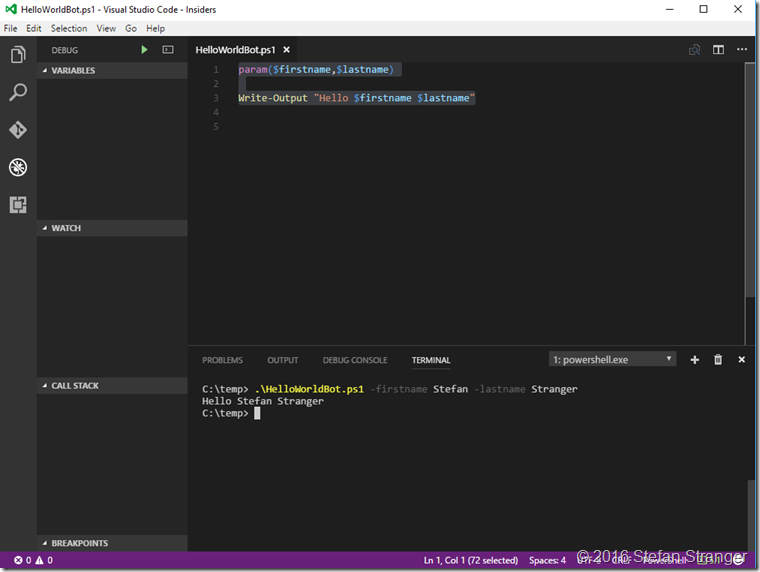 HelloWorldBot.ps1 - Visual Studio Code - Insiders
File Edit Selection View Go Help
DEBUG
VARIABLES
WATCH
CALL STACK
BREAKPOINTS
HelloWorldBot.ps1
1 param($firstname,$lastname)
2
3 Write-Output "Hello $firstname $lastname"
4
5
PROBLEMS OUTPUT DEBUG CONSOLE TERMINAL 1: powershell.exe
C:\temp> .\HelloWorldBot.ps1 -firstname Stefan -lastname Stranger
Hello Stefan Stranger
C:\temp>
0 0 Ln 1, Col 1 (72 selected) Spaces: 4 UTF-8 CRLF
© 2016 Stefan Stranger